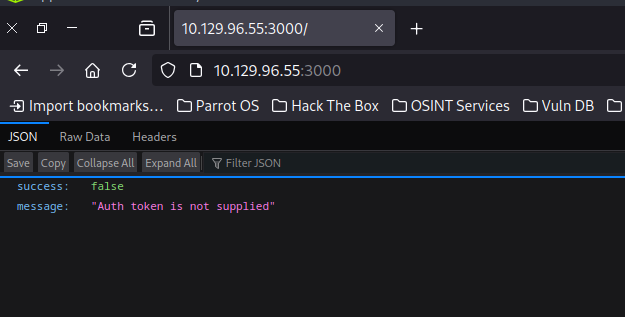 10.129.96.55:3000/
10.129.96.55:3000
Import bookmarks… Parrot OS Hack The Box OSINT Services Vuln DB
JSON Raw Data Headers
Save Copy Collapse All Expand All Filter JSON
success: false
message: "Auth token is not supplied"